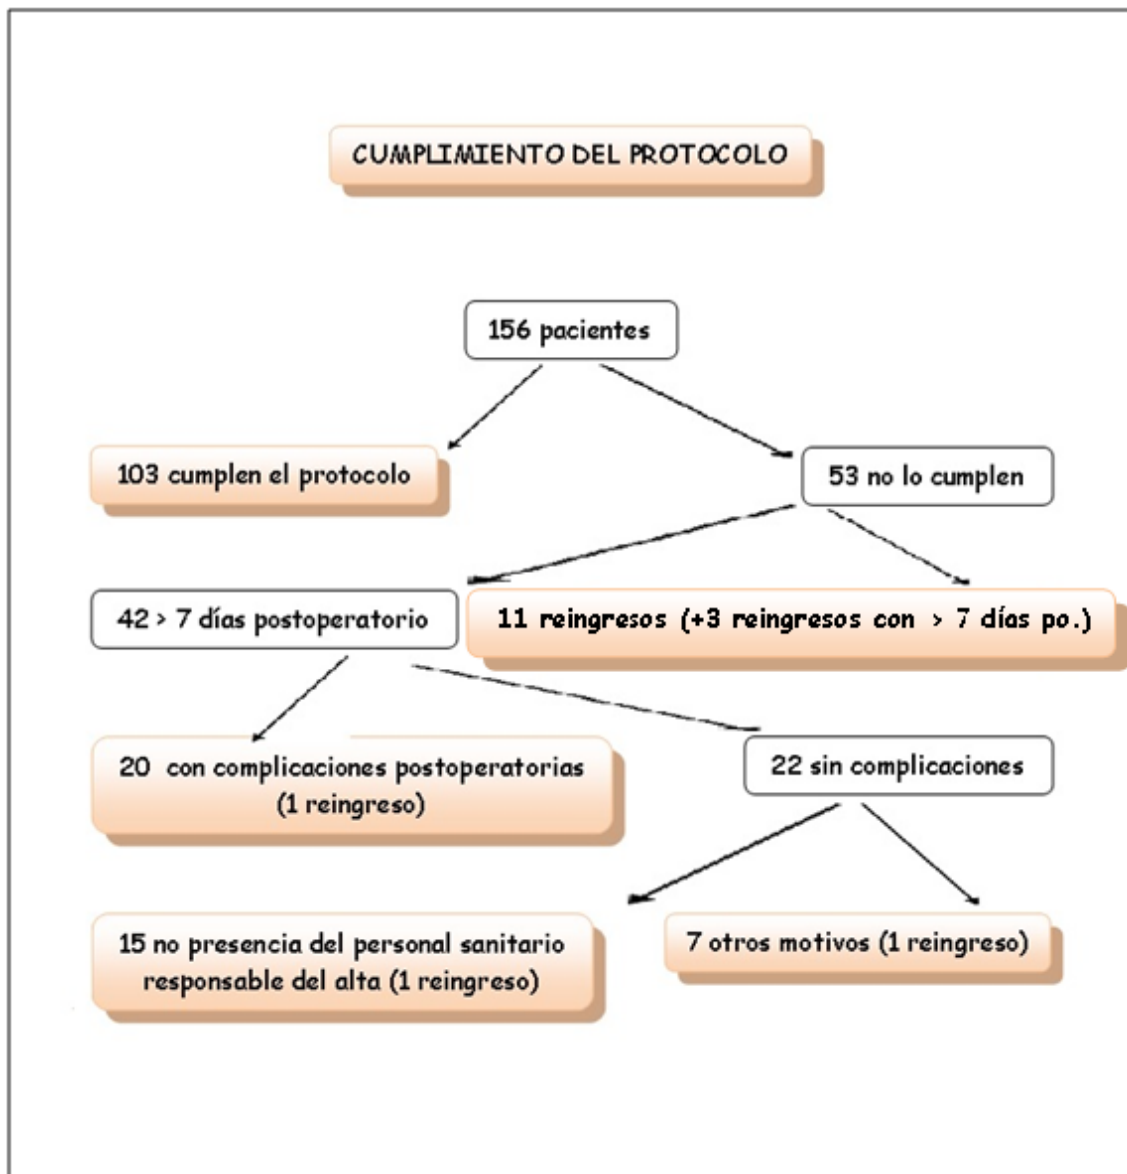 CUMPLIMIENTO DEL PROTOCOLO
156 pacientes
103 cumplen el protocolo
53 no lo cumplen
42 > 7 días postoperatorio
11 reingresos (+3 reingresos con > 7 días po.)
20 con complicaciones postoperatorias
(1 reingreso)
22 sin complicaciones
15 no presencia del personal sanitario
responsable del alta (1 reingreso)
7 otros motivos (1 reingreso)